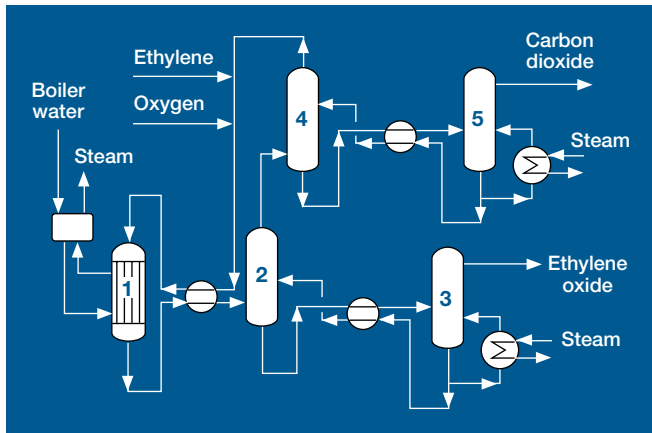 Ethylene
Oxygen
Boiler
water
Steam
Carbon
dioxide
4
5
Steam
1
2
3
Ethylene
oxide
Steam